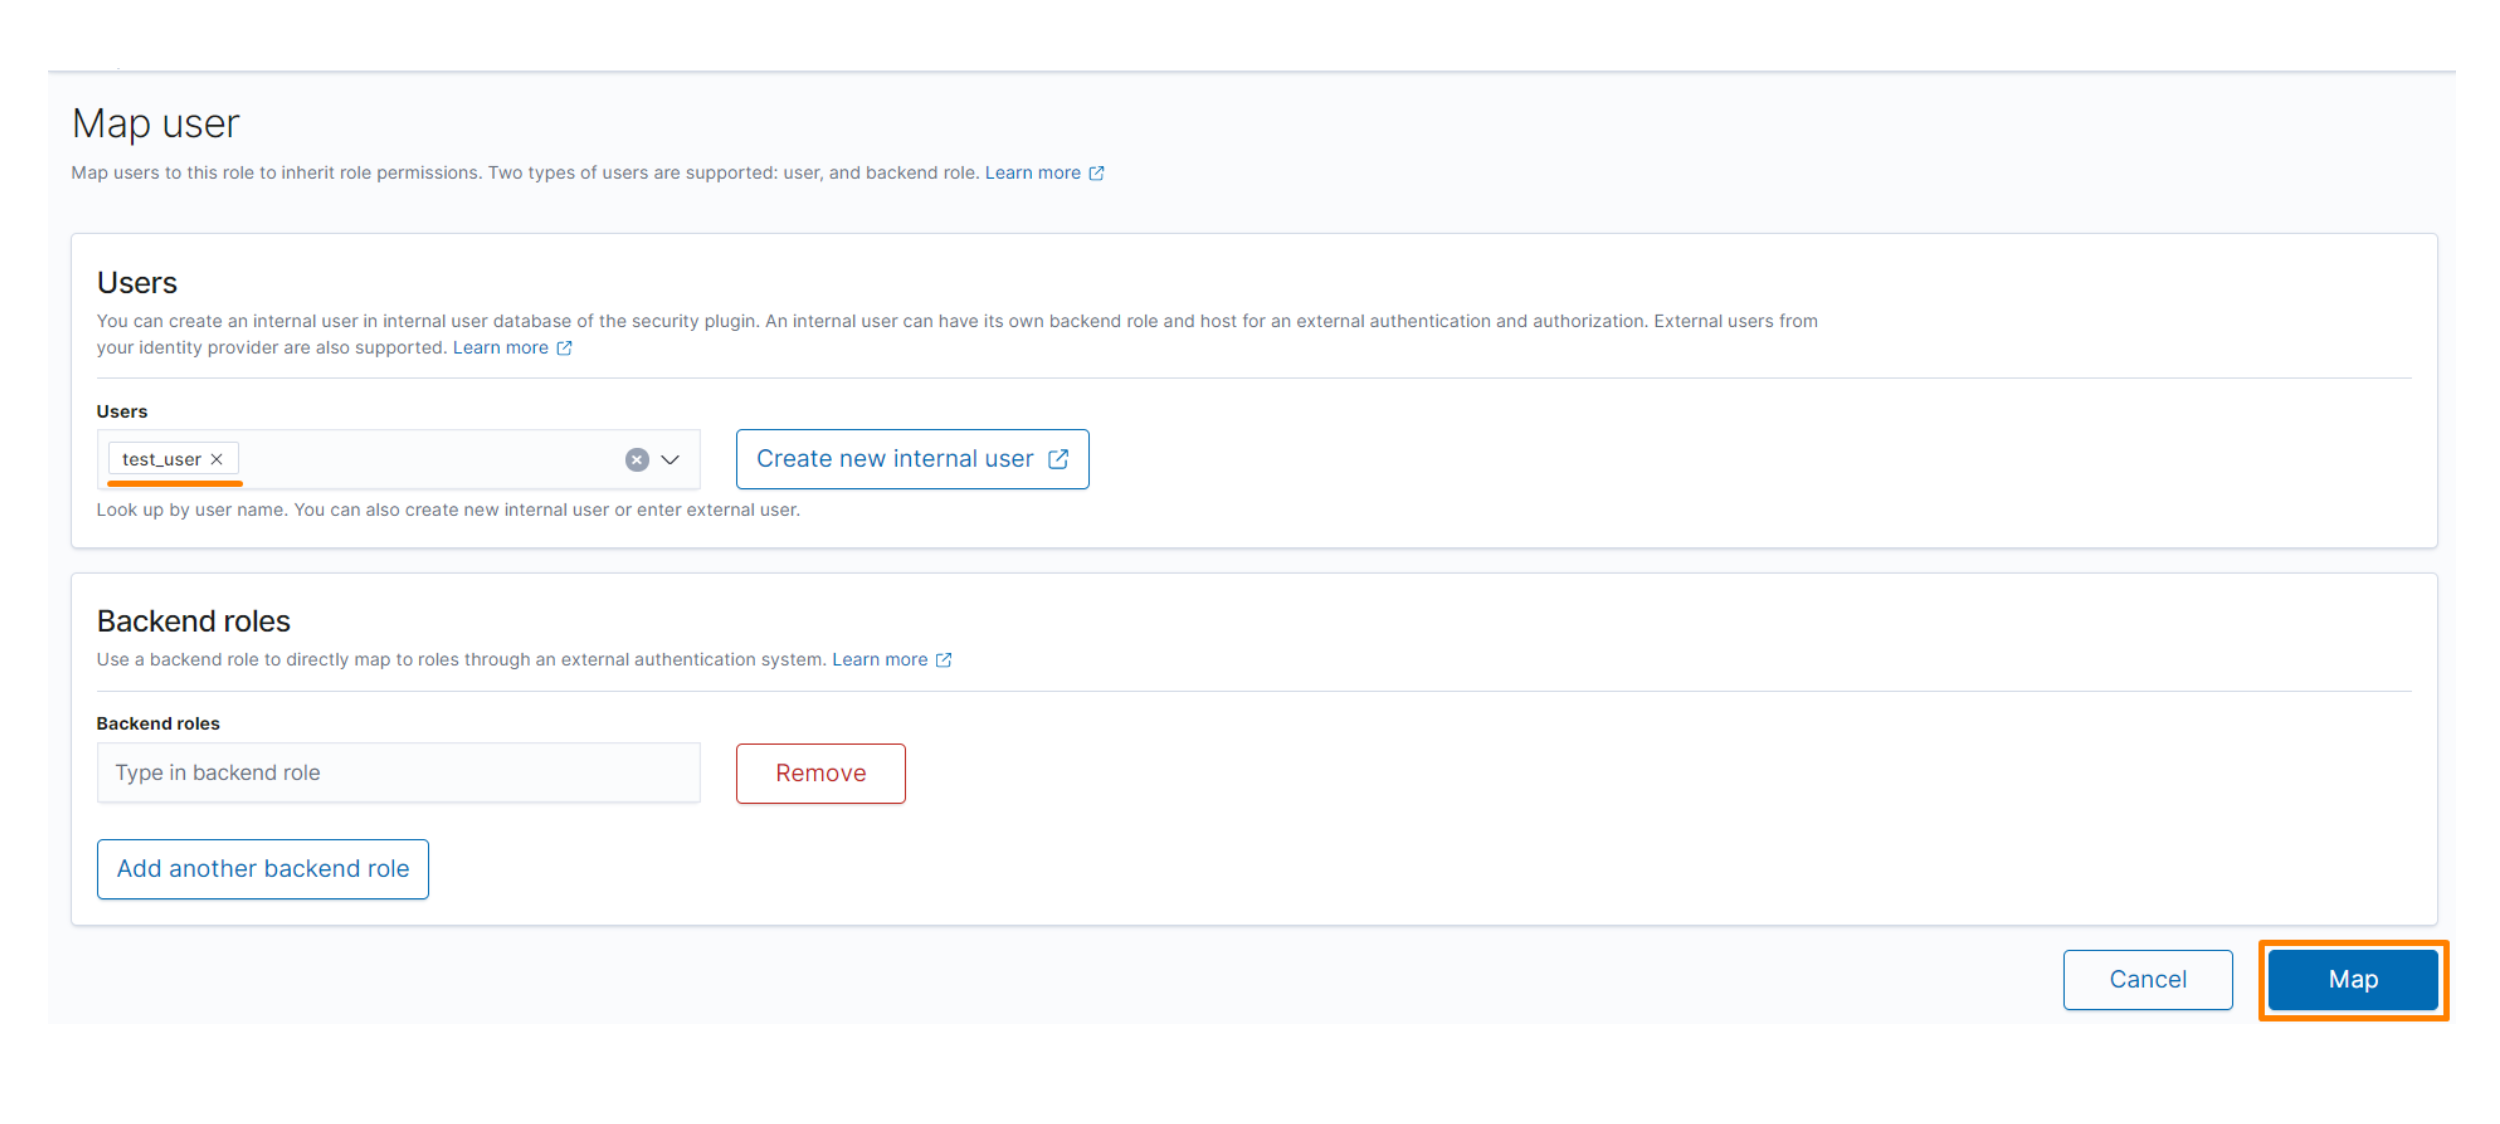 Map user
Map users to this role to inherit role permissions. Two types of users are supported: user, and backend role. Learn more
Users
You can create an internal user in internal user database of the security plugin. An internal user can have its own backend role and host for an external authentication and authorization. External users from
your identity provider are also supported. Learn more
Users
test_user
Create new internal user
Look up by user name. You can also create new internal user or enter external user.
Backend roles
Use a backend role to directly map to roles through an external authentication system. Learn more
Backend roles
Type in backend role
Remove
Add another backend role
Cancel
Map